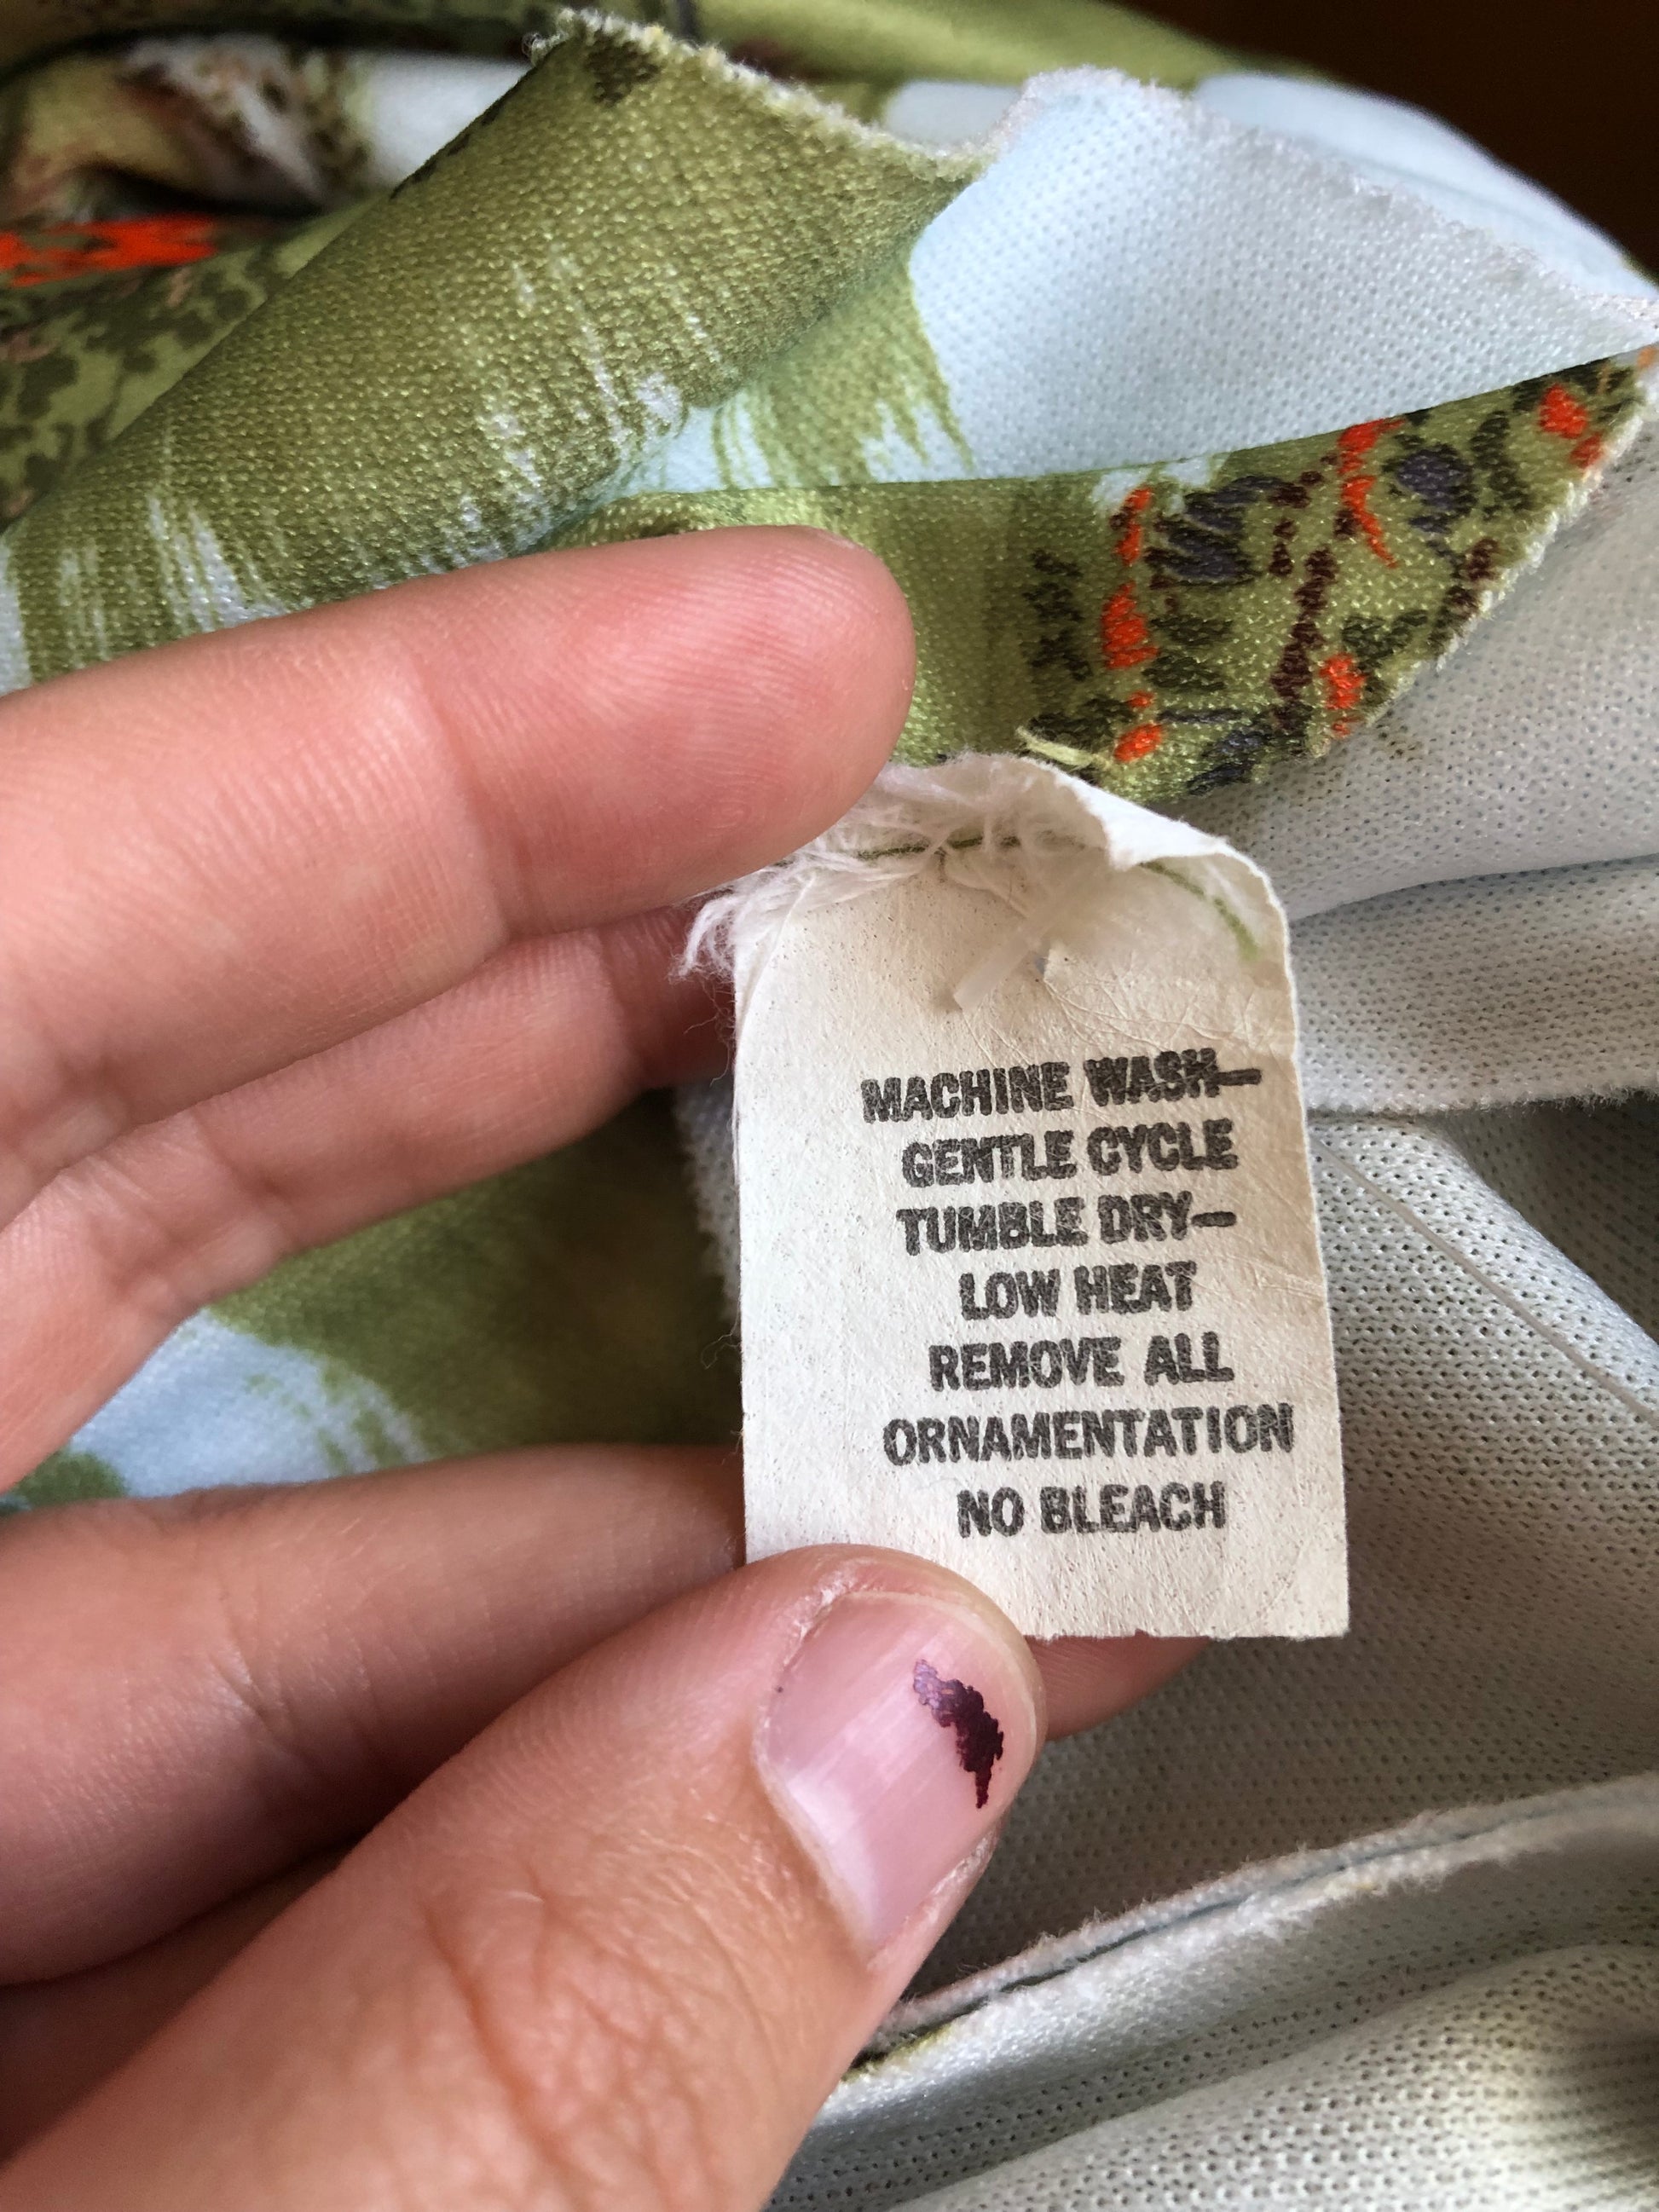 MACHINE WASH—
GENTLE CYCLE
TUMBLE DRY—
LOW HEAT
REMOVE ALL
ORNAMENTATION
NO BLEACH